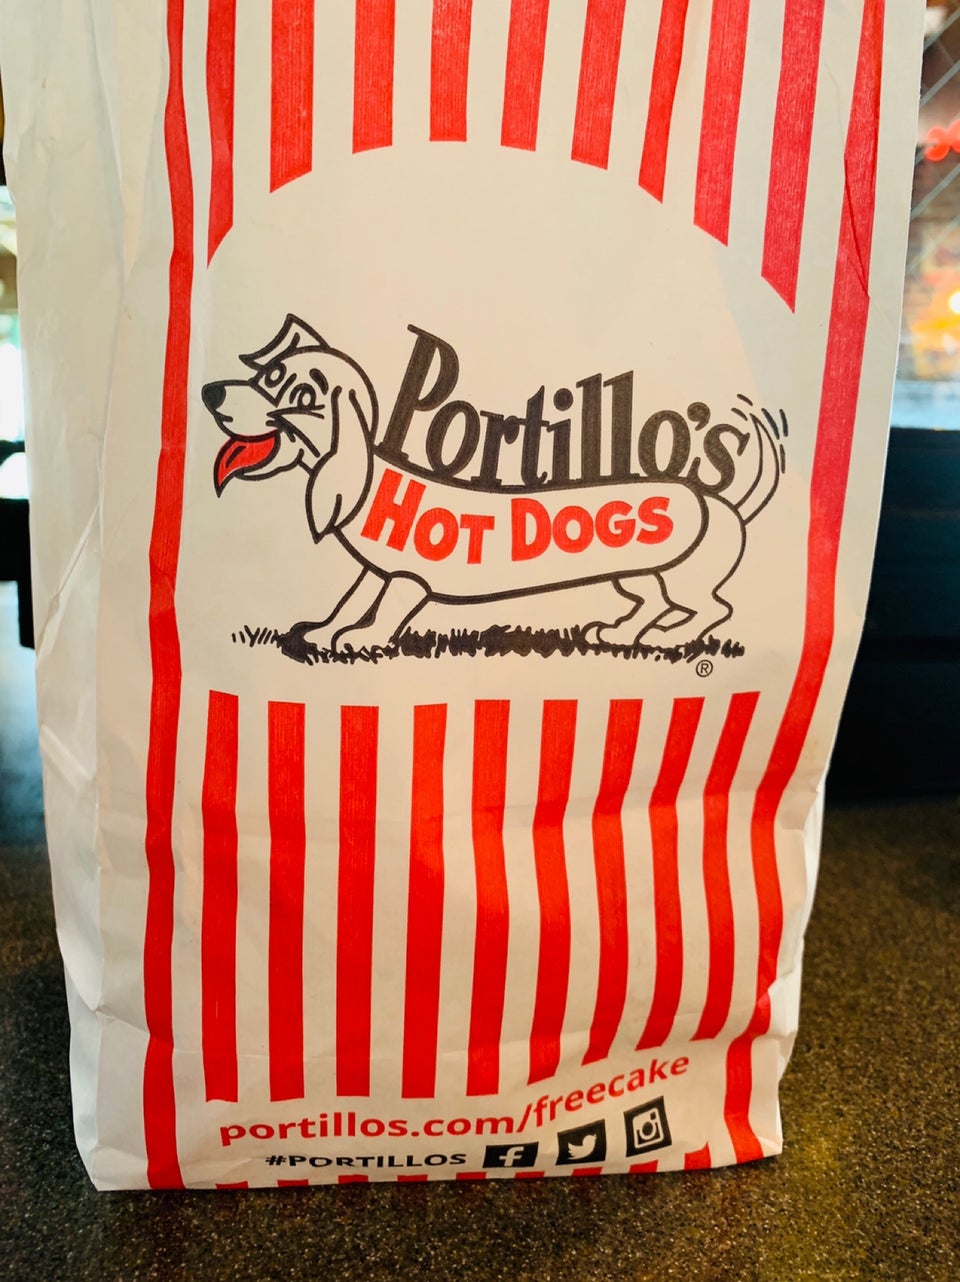 Portillo's
HOT DOGS
®
portillos.com/freecake
#PORTILLOS